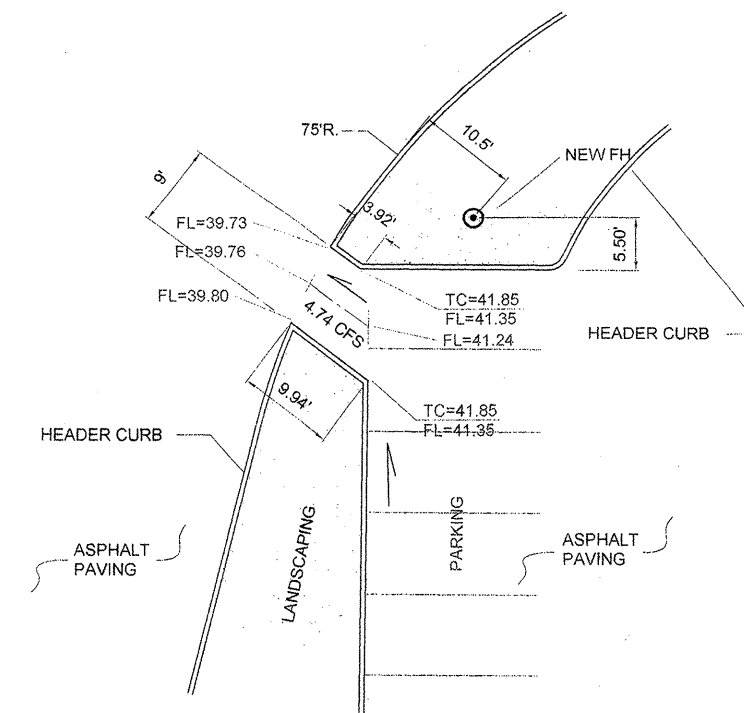 75'R.
10.5'
NEW FH
9'
3.92'
FL=39.73
FL=39.76
5.50'
FL=39.80
4.74 CFS
TC=41.85
FL=41.35
FL=41.24
HEADER CURB
9.94'
TC=41.85
FL=41.35
HEADER CURB
LANDSCAPING
PARKING
ASPHALT
PAVING
ASPHALT
PAVING